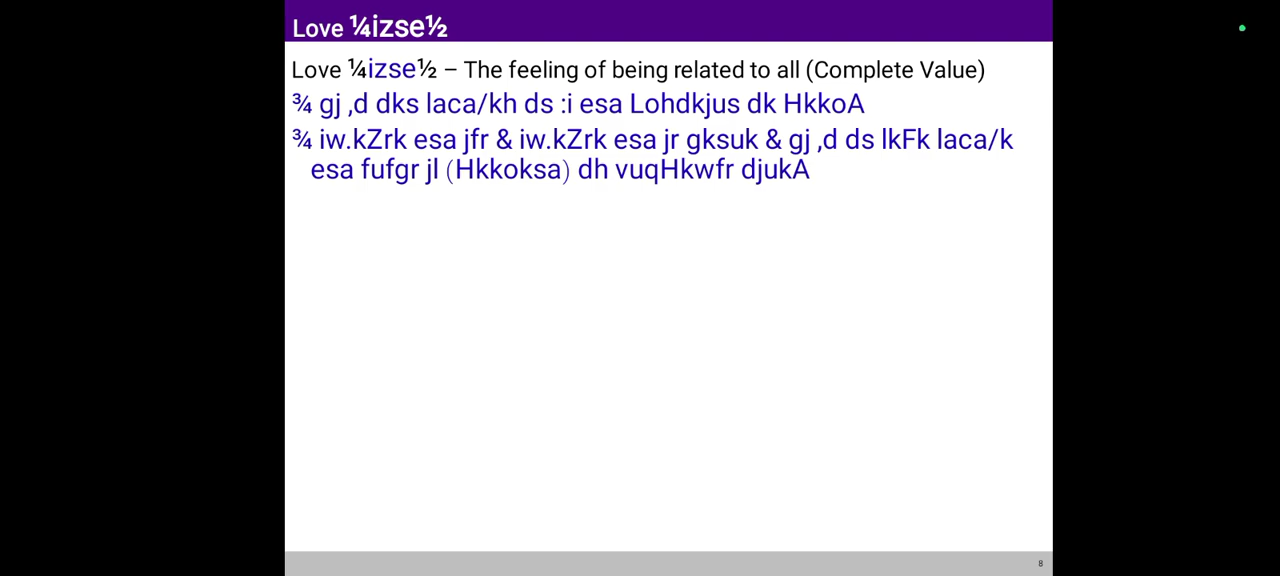 Love ¼izse½
Love ¼izse½ – The feeling of being related to all (Complete Value)
¾ gj ,d dks laca/kh ds :i esa Lohdkjus dk HkkoA
¾ iw.kZrk esa jfr & iw.kZrk esa jr gksuk & gj ,d ds lkFk laca/k
esa fufgr jl (Hkkoksa) dh vuqHkwfr djukA
8